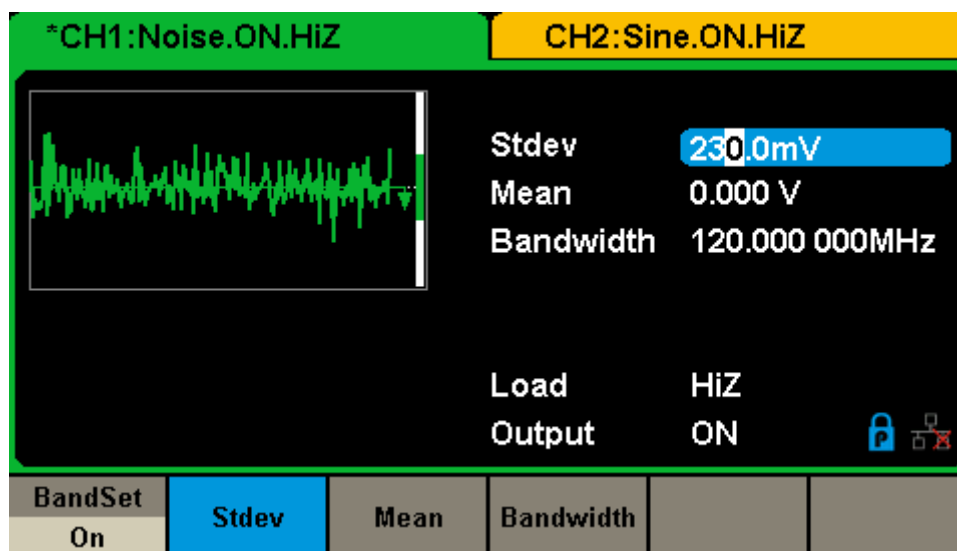 *CH1:Noise.ON.HiZ
CH2:Sine.ON.HiZ
Stdev 230.0mV
Mean 0.000 V
Bandwidth 120.000 000MHz
Load HiZ
Output ON
P
BandSet
On
Stdev
Mean
Bandwidth